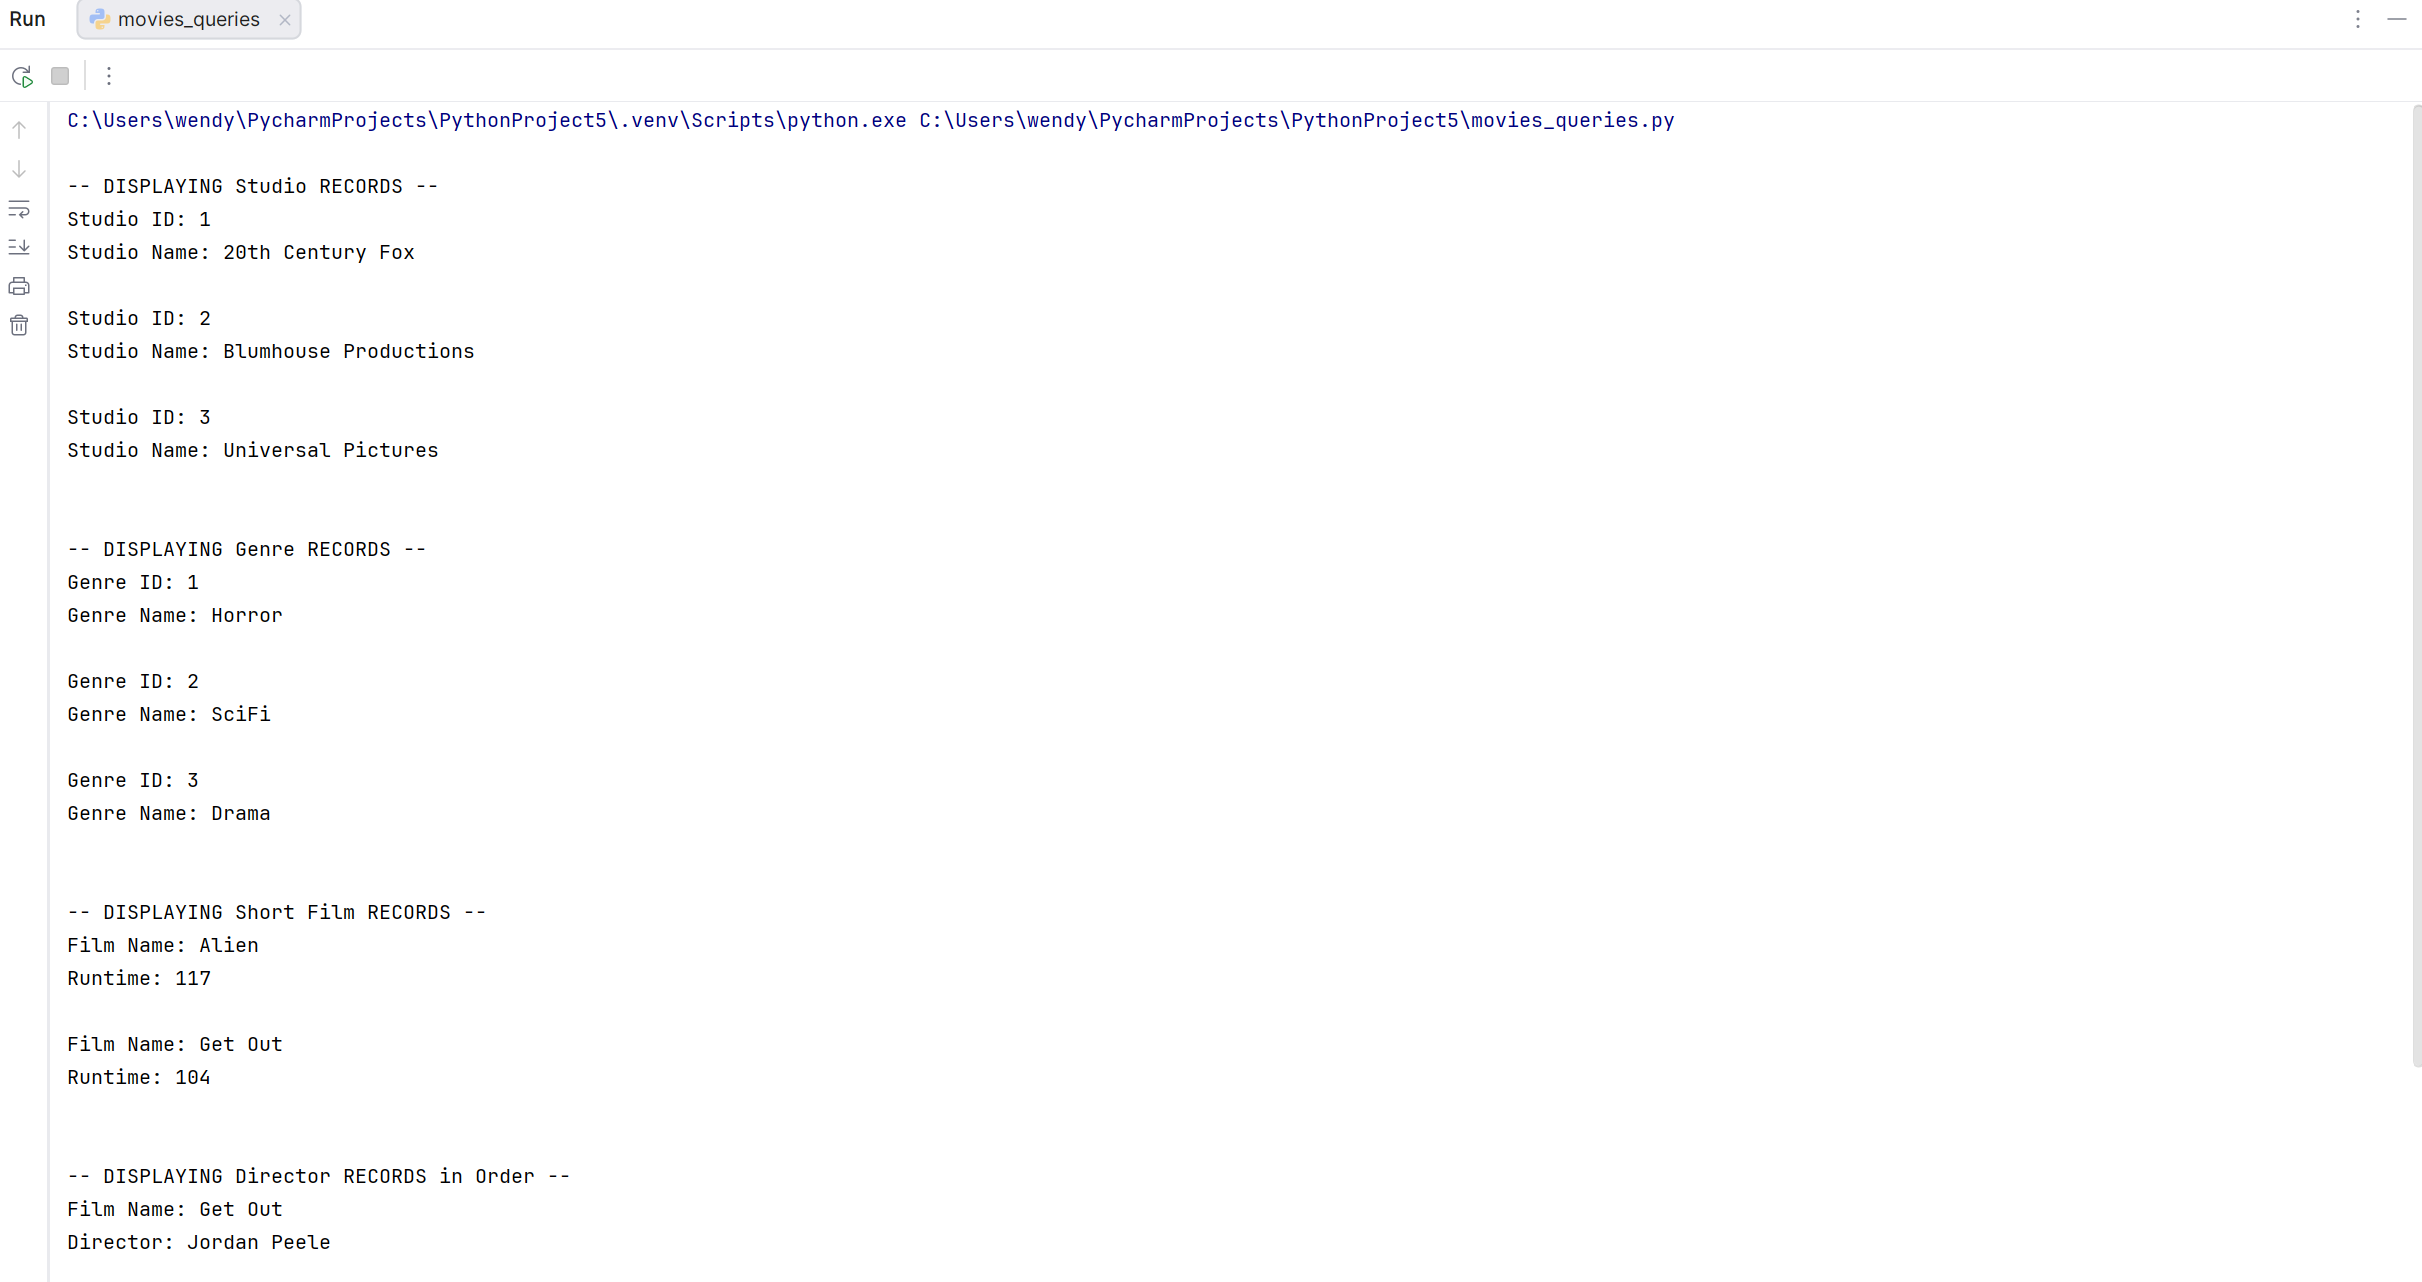 Run movies_queries
C:\Users\wendy\PycharmProjects\PythonProject5\.venv\Scripts\python.exe C:\Users\wendy\PycharmProjects\PythonProject5\movies_queries.py
-- DISPLAYING Studio RECORDS --
Studio ID: 1
Studio Name: 20th Century Fox
Studio ID: 2
Studio Name: Blumhouse Productions
Studio ID: 3
Studio Name: Universal Pictures
-- DISPLAYING Genre RECORDS --
Genre ID: 1
Genre Name: Horror
Genre ID: 2
Genre Name: SciFi
Genre ID: 3
Genre Name: Drama
-- DISPLAYING Short Film RECORDS --
Film Name: Alien
Runtime: 117
Film Name: Get Out
Runtime: 104
-- DISPLAYING Director RECORDS in Order --
Film Name: Get Out
Director: Jordan Peele